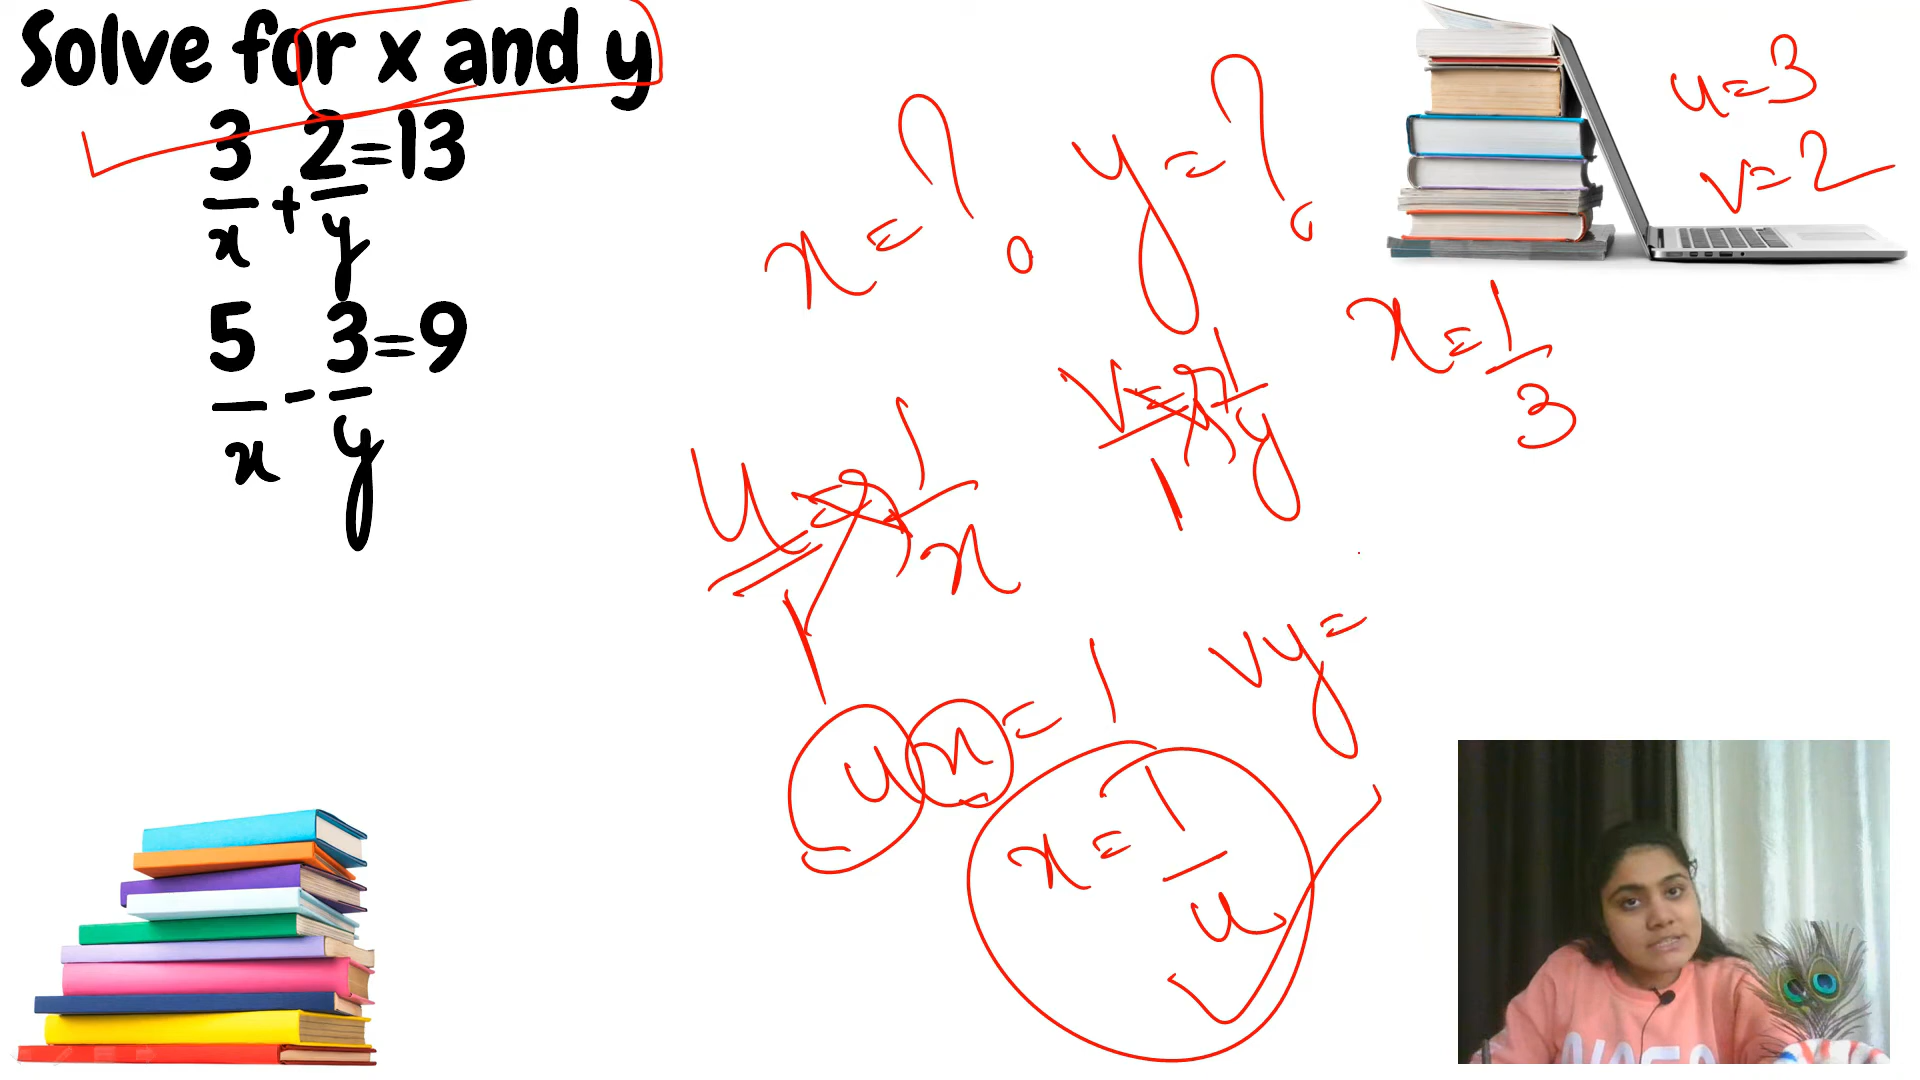 Solve for x and y
3/x + 2/y = 13
5/x - 3/y = 9
x = ?
y = ?
u = 3
v = 2
x = 1/3
u = 1/x
v = 1/y
ux = 1
vy =
x = 1/u